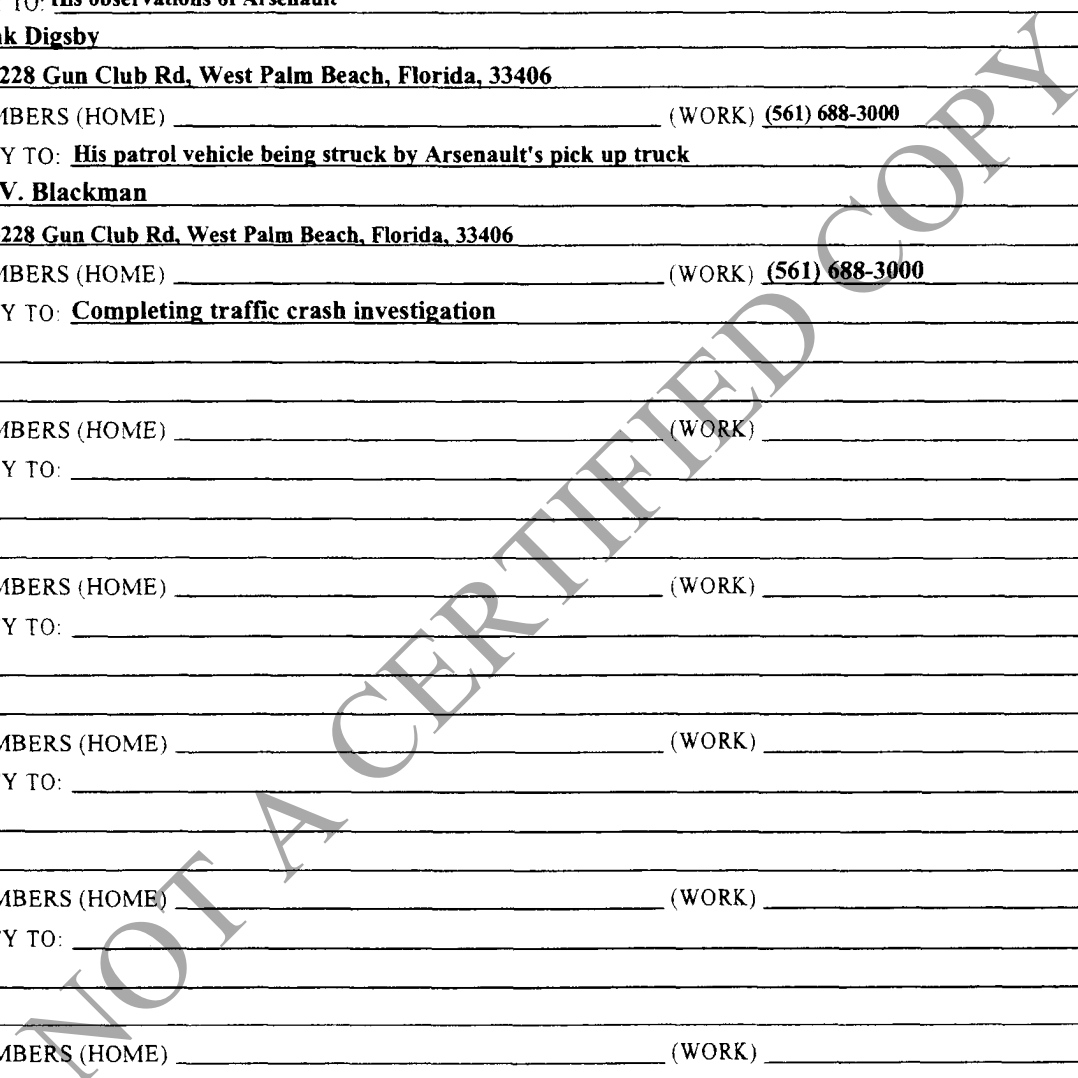 TO: His observations of Arsenault
k Digsby
228 Gun Club Rd, West Palm Beach, Florida, 33406
MBERS (HOME) (WORK) (561) 688-3000
Y TO: His patrol vehicle being struck by Arsenault's pick up truck
V. Blackman
228 Gun Club Rd, West Palm Beach, Florida, 33406
MBERS (HOME) (WORK) (561) 688-3000
Y TO: Completing traffic crash investigation
MBERS (HOME) (WORK)
Y TO:
MBERS (HOME) (WORK)
Y TO:
MBERS (HOME) (WORK)
Y TO:
MBERS (HOME) (WORK)
Y TO:
MBERS (HOME) (WORK)
NOT A CERTIFIED COPY